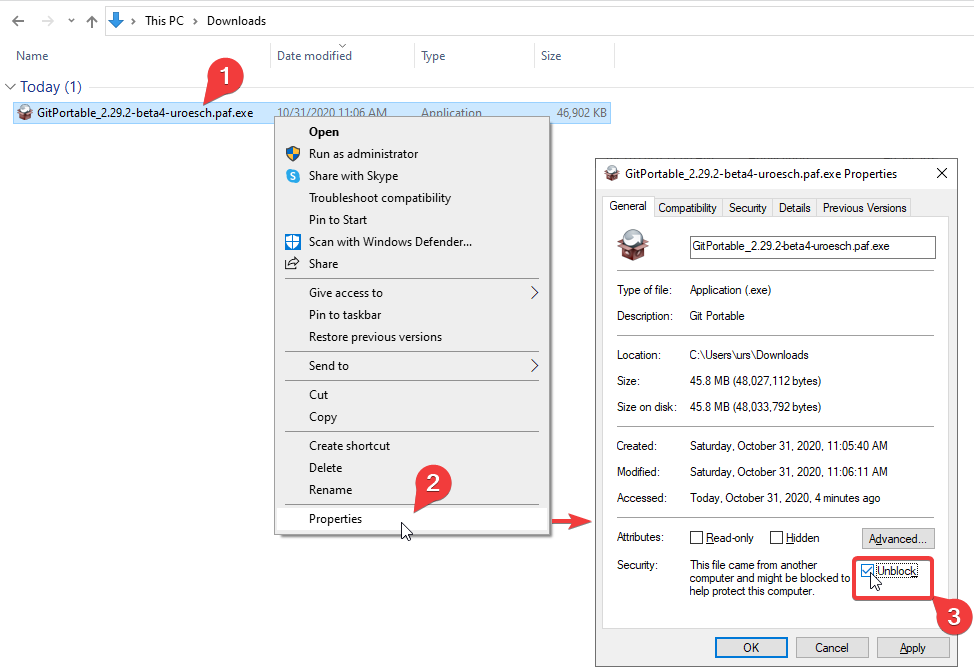 This PC > Downloads
Name Date modified Type Size
Today (1)
1
GitPortable_2.29.2-beta4-uroesch.paf.exe 10/31/2020 11:06 AM Application 46,902 KB
Open
Run as administrator
Share with Skype
Troubleshoot compatibility
Pin to Start
Scan with Windows Defender...
Share
Give access to
Pin to taskbar
Restore previous versions
Send to
Cut
Copy
Create shortcut
Delete
Rename
2
Properties
GitPortable_2.29.2-beta4-uroesch.paf.exe Properties
General Compatibility Security Details Previous Versions
GitPortable_2.29.2-beta4-uroesch.paf.exe
Type of file: Application (.exe)
Description: Git Portable
Location: C:\Users\urs\Downloads
Size: 45.8 MB (48,027,112 bytes)
Size on disk: 45.8 MB (48,033,792 bytes)
Created: Saturday, October 31, 2020, 11:05:40 AM
Modified: Saturday, October 31, 2020, 11:06:11 AM
Accessed: Today, October 31, 2020, 4 minutes ago
Attributes: Read-only Hidden Advanced...
Security: This file came from another
computer and might be blocked to
help protect this computer.
Unblock
3
OK Cancel Apply